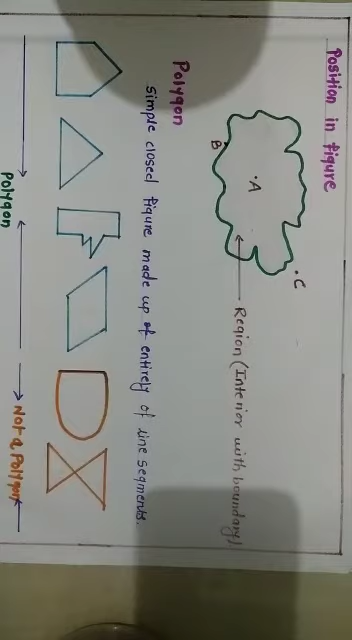 Position in figure
.A
B
.C
Region (Interior with boundary)
Polygon
simple closed figure made up of entirely of line segments.
Polygon
Not a Polygon